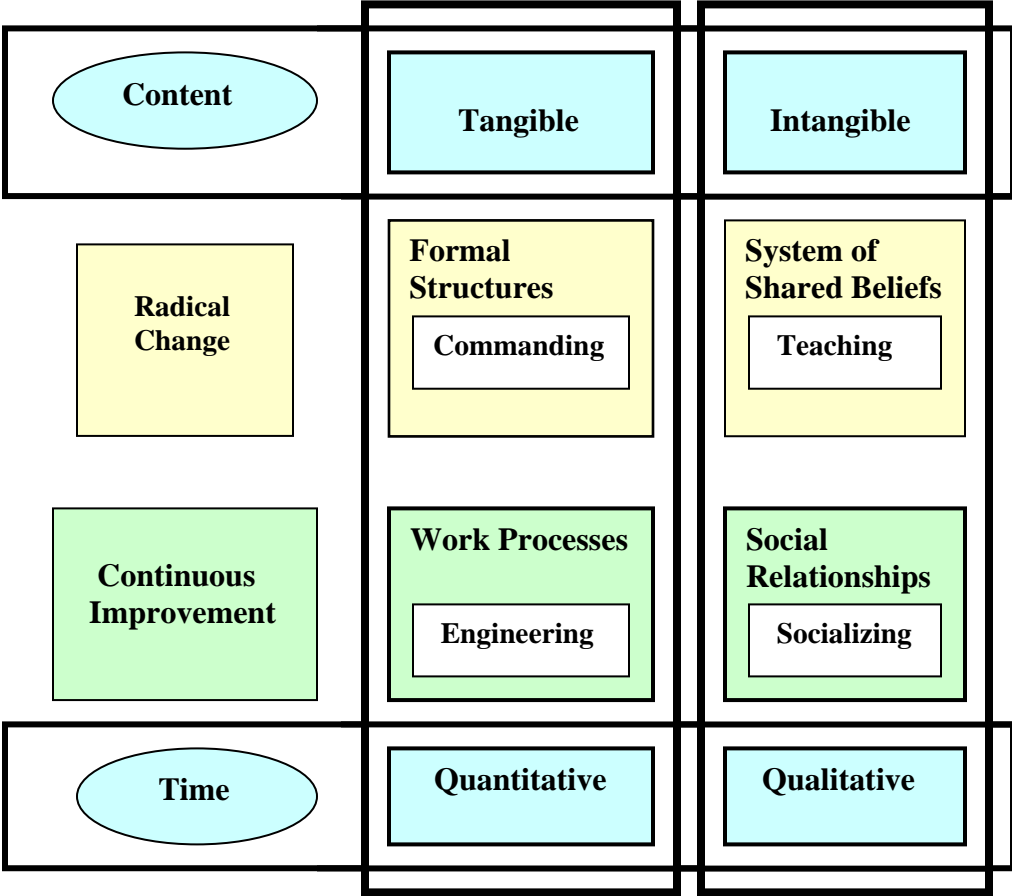 Content
Tangible
Intangible
Radical
Change
Formal
Structures
Commanding
System of
Shared Beliefs
Teaching
Continuous
Improvement
Work Processes
Engineering
Social
Relationships
Socializing
Time
Quantitative
Qualitative